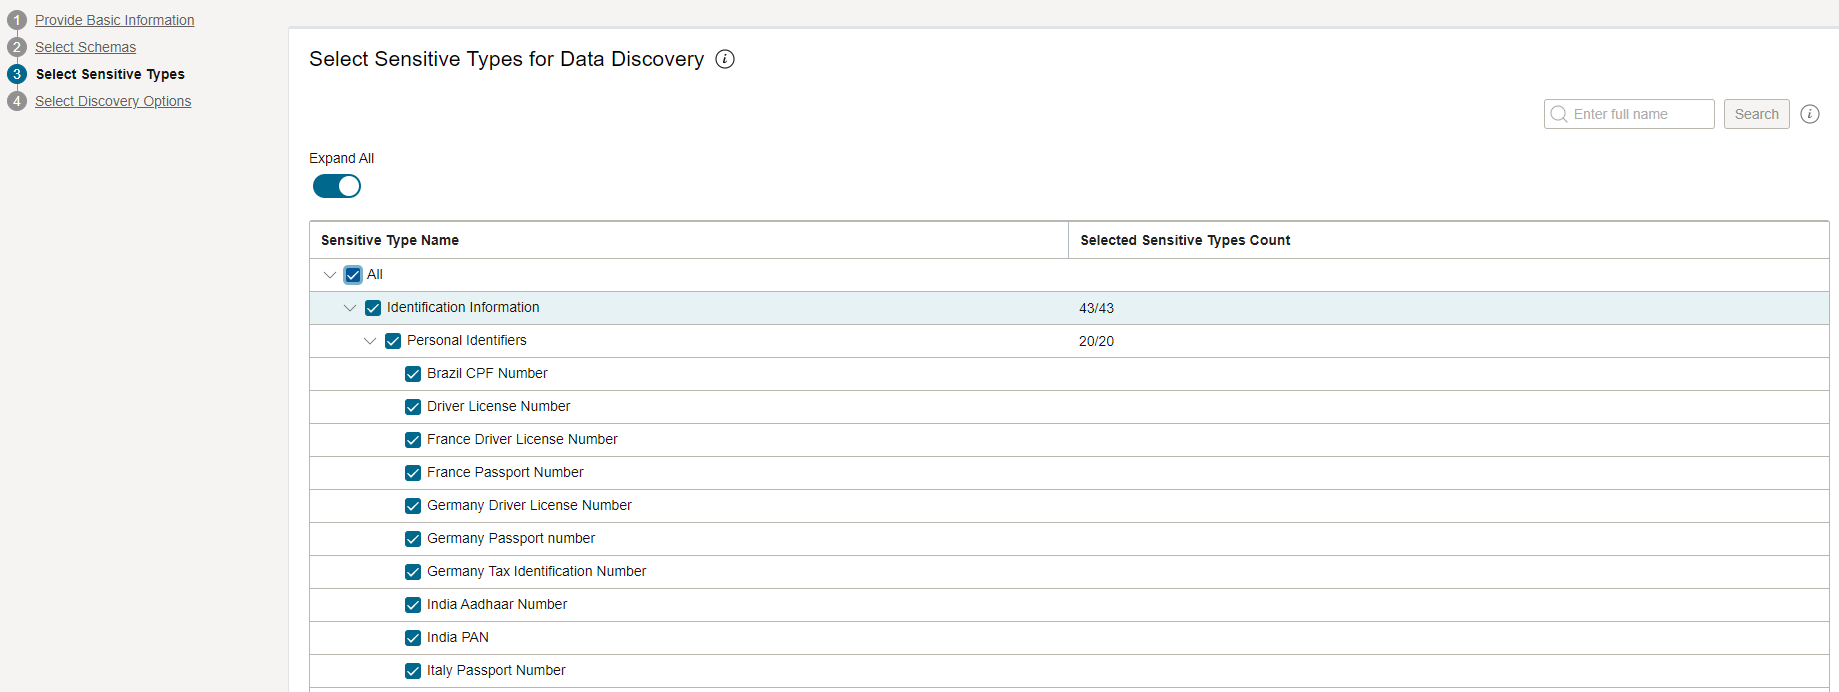 1 Provide Basic Information
2 Select Schemas
3 Select Sensitive Types
4 Select Discovery Options
Select Sensitive Types for Data Discovery i
Enter full name Search i
Expand All
Sensitive Type Name Selected Sensitive Types Count
All
Identification Information 43/43
Personal Identifiers 20/20
Brazil CPF Number
Driver License Number
France Driver License Number
France Passport Number
Germany Driver License Number
Germany Passport number
Germany Tax Identification Number
India Aadhaar Number
India PAN
Italy Passport Number